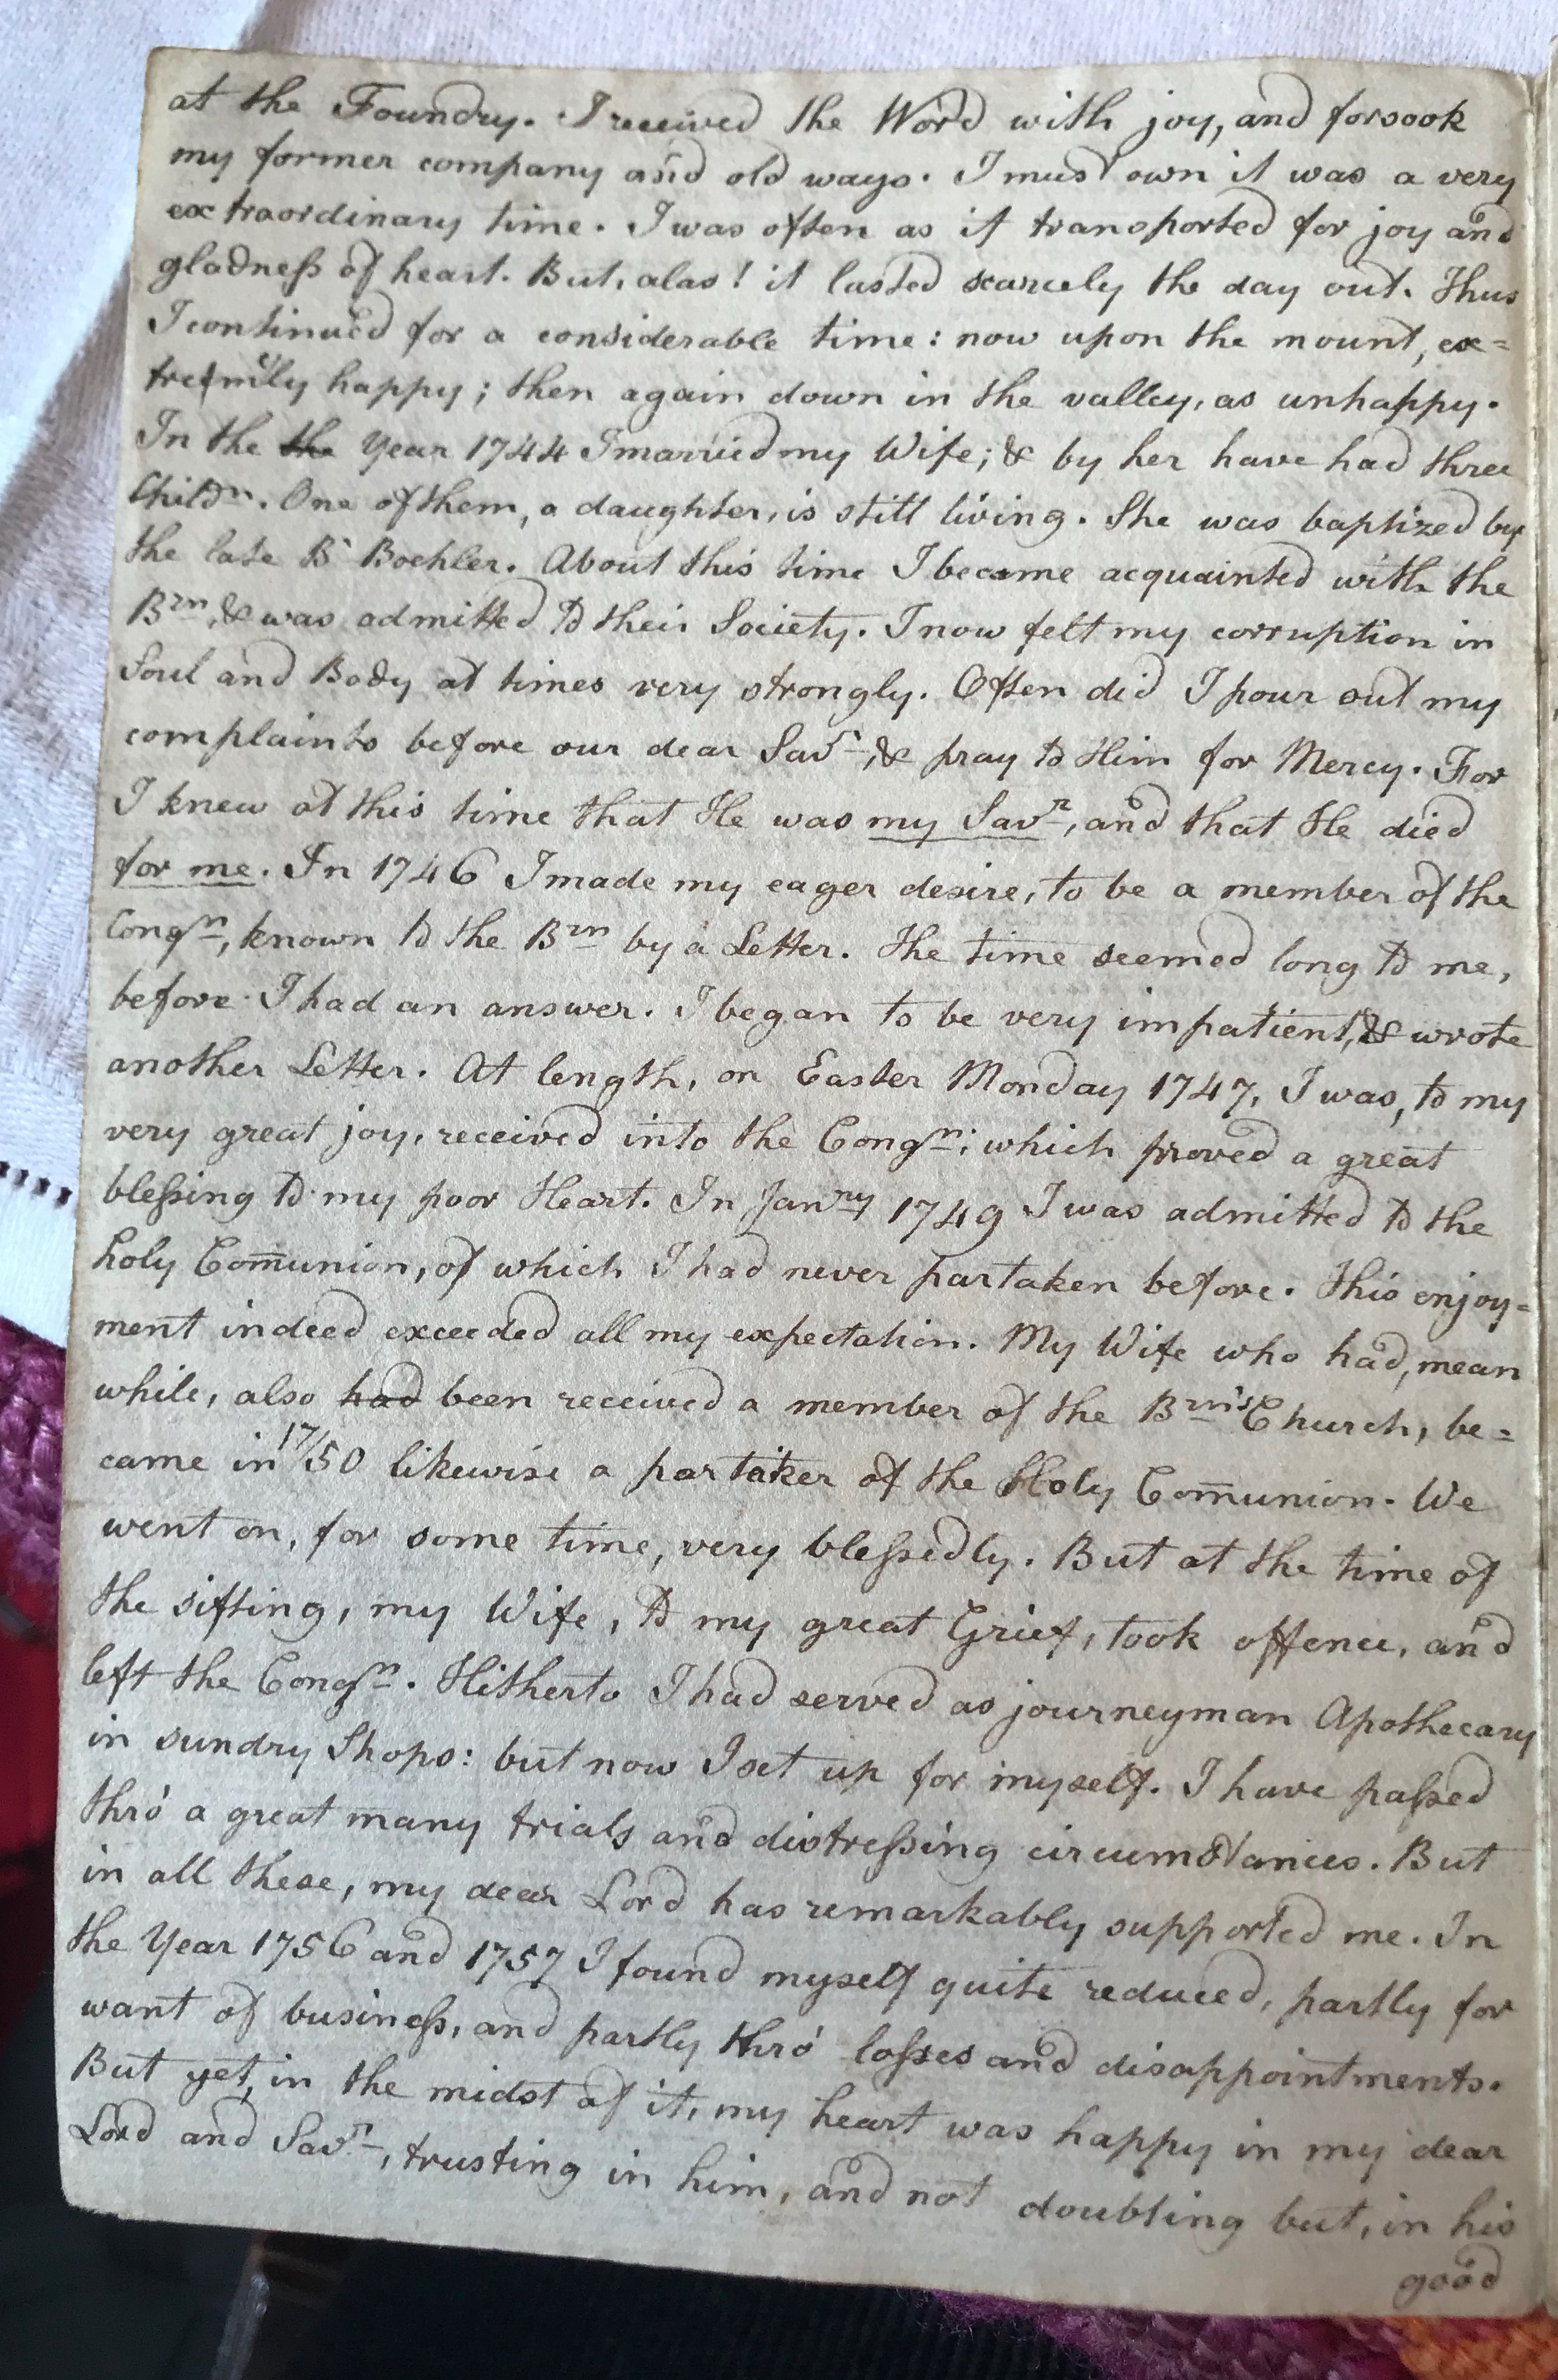 at the Foundry. I received the Word with joy, and forsook
my former company and old ways. I must own it was a very
extraordinary time. I was often as it transported for joy and
gladneſs of heart. But, alas! it lasted scarcely the day out. Thus
I continued for a considerable time: now upon the mount, ex=
tremily happy; then again down in the valley, as unhappy.
In the the Year 1744 I married my Wife; & by her have had three
Childn. One of them, a daughter, is still living. She was baptized by
the late Br Boehler. About this time I became acquainted with the
Brn, & was admitted to their Society. I now felt my corruption in
Soul and Body at times very strongly. Often did I pour out my
complaints before our dear Savr, & pray to Him for Mercy. For
I knew at this time that He was my Savr, and that He died
for me. In 1746 I made my eager desire, to be a member of the
Congn, known to the Brn by a Letter. The time seemed long to me,
before I had an answer. I began to be very impatient, & wrote
another Letter. At length, on Easter Monday 1747, I was, to my
very great joy, received into the Congn; which proved a great
bleſsing to my poor Heart. In Janry 1749 I was admitted to the
holy Com̄union, of which I had never partaken before. This enjoy=
ment indeed exceeded all my expectation. My Wife who had, mean
while, also had been received a member of the Brn's Church, be=
came in 17/50 likewise a partaker of the Holy Com̄union. We
went on, for some time, very bleſsedly. But at the time of
the sifting, my Wife, to my great Grief, took offence, and
left the Congn. Hitherto I had served as journeyman Apothecary
in sundry Shops: but now I set up for myself. I have paſsed
thro' a great many trials and distreſsing circumstances. But
in all these, my dear Lord has remarkably supported me. In
the Year 1756 and 1757 I found myself quite reduced, partly for
want of busineſs, and partly thro' loſses and disappointments.
But yet, in the midst of it, my heart was happy in my dear
Lord and Savr, trusting in him, and not doubting but, in his
good